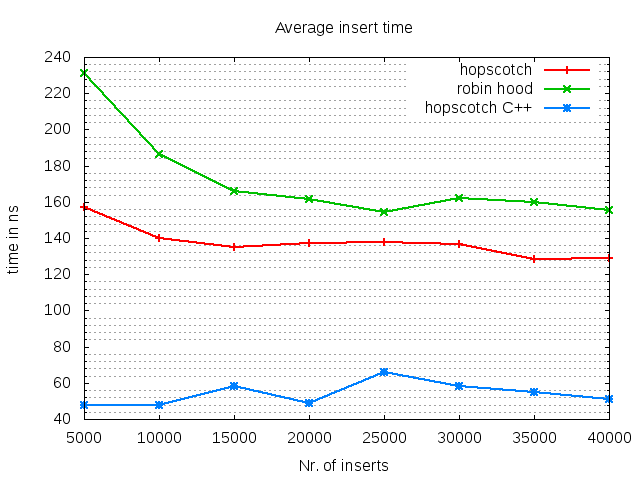 Average insert time
240
220
200
180
160
140
120
100
80
60
40
time in ns
hopscotch
robin hood
hopscotch C++
5000 10000 15000 20000 25000 30000 35000 40000
Nr. of inserts